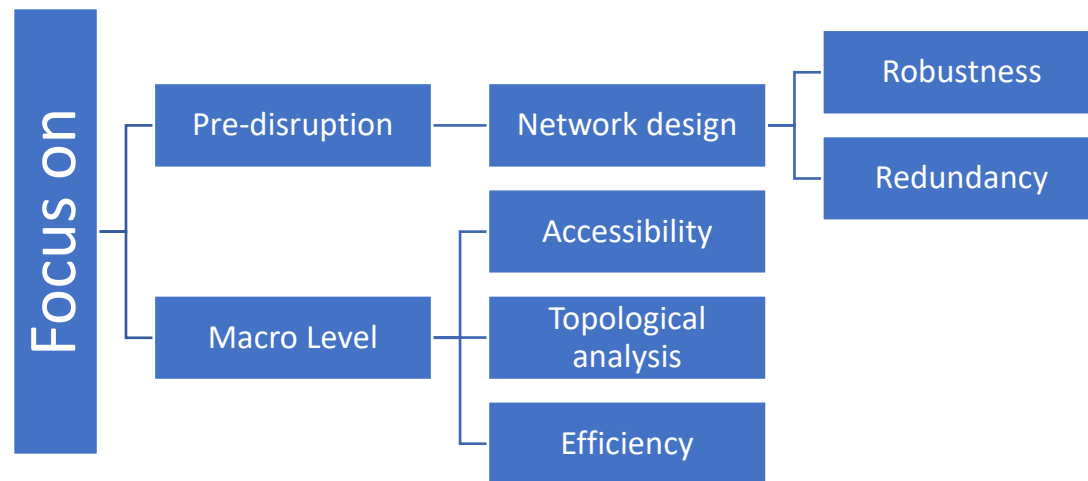 Focus on
Pre-disruption
Network design
Robustness
Redundancy
Macro Level
Accessibility
Topological
analysis
Efficiency